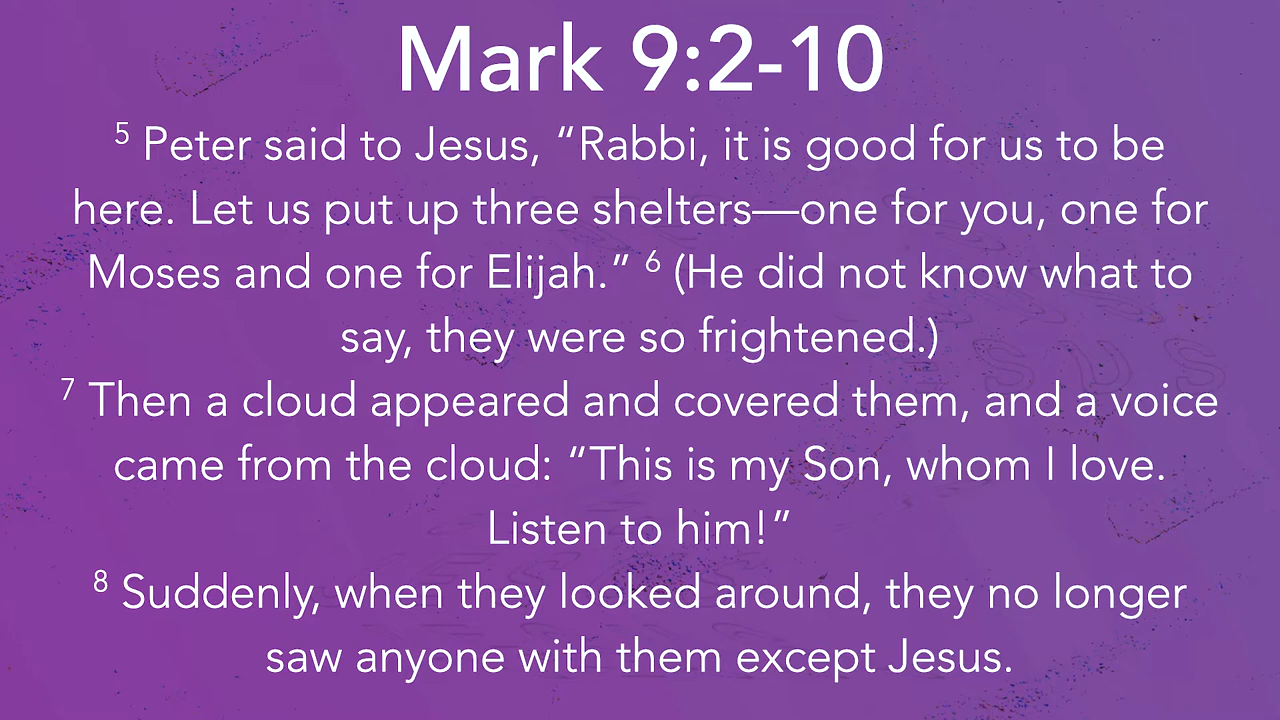 Mark 9:2-10
5 Peter said to Jesus, “Rabbi, it is good for us to be
here. Let us put up three shelters—one for you, one for
Moses and one for Elijah.” 6 (He did not know what to
say, they were so frightened.)
7 Then a cloud appeared and covered them, and a voice
came from the cloud: “This is my Son, whom I love.
Listen to him!”
8 Suddenly, when they looked around, they no longer
saw anyone with them except Jesus.